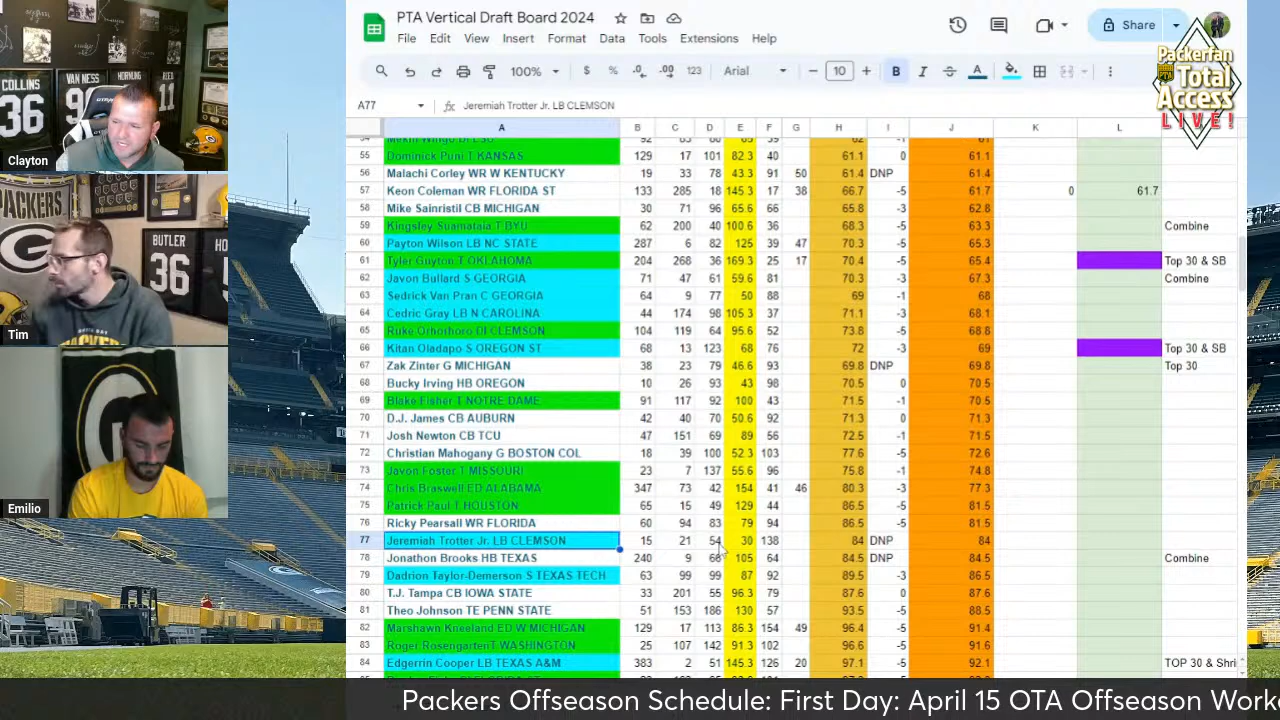 COLLINS
36
VAN NESS
HORNUNG
11
Clayton
PACKERS
BUTLER
36
Tim
Emilio
PTA Vertical Draft Board 2024
Share
File Edit View Insert Format Data Tools Extensions Help
100% % .0 .00 123 Arial 10 B I A
A77 fx Jeremiah Trotter Jr. LB CLEMSON
A B C D E F G H I J K L
Packerfan
PTA Total
Access
LIVE!
55 Dominick Puni T KANSAS 129 17 101 82.3 40 61.1 0 61.1
56 Malachi Corley WR W KENTUCKY 19 33 78 43.3 91 50 61.4 DNP 61.4
57 Keon Coleman WR FLORIDA ST 133 285 18 145.3 17 38 66.7 -5 61.7 0 61.7
58 Mike Sainristil CB MICHIGAN 30 71 96 65.6 66 65.8 -3 62.8
59 Kingsley Suamataia T BYU 62 200 40 100.6 36 68.3 -5 63.3 Combine
60 Payton Wilson LB NC STATE 287 6 82 125 39 47 70.3 -5 65.3
61 Tyler Guyton T OKLAHOMA 204 268 36 169.3 25 17 70.4 -5 65.4 Top 30 & SB
62 Javon Bullard S GEORGIA 71 47 61 59.6 81 70.3 -3 67.3 Combine
63 Sedrick Van Pran C GEORGIA 64 9 77 50 88 69 -1 68
64 Cedric Gray LB N CAROLINA 44 174 98 105.3 37 71.1 -3 68.1
65 Ruke Orhorhoro DI CLEMSON 104 119 64 95.6 52 73.8 -5 68.8
66 Kitan Oladapo S OREGON ST 68 13 123 68 76 72 -3 69 Top 30 & SB
67 Zak Zinter G MICHIGAN 38 23 79 46.6 93 69.8 DNP 69.8 Top 30
68 Bucky Irving HB OREGON 10 26 93 43 98 70.5 0 70.5
69 Blake Fisher T NOTRE DAME 91 117 92 100 43 71.5 -1 70.5
70 D.J. James CB AUBURN 42 40 70 50.6 92 71.3 0 71.3
71 Josh Newton CB TCU 47 151 69 89 56 72.5 -1 71.5
72 Christian Mahogany G BOSTON COL 18 39 100 52.3 103 77.6 -5 72.6
73 Javon Foster T MISSOURI 23 7 137 55.6 96 75.8 -1 74.8
74 Chris Braswell ED ALABAMA 347 73 42 154 41 46 80.3 -3 77.3
75 Patrick Paul T HOUSTON 65 15 49 129 44 86.5 -5 81.5
76 Ricky Pearsall WR FLORIDA 60 94 83 79 94 86.5 -5 81.5
77 Jeremiah Trotter Jr. LB CLEMSON 15 21 54 30 138 84 DNP 84
78 Jonathon Brooks HB TEXAS 240 9 68 105 64 84.5 DNP 84.5 Combine
79 Dadrion Taylor-Demerson S TEXAS TECH 63 99 99 87 92 89.5 -3 86.5
80 T.J. Tampa CB IOWA STATE 33 201 55 96.3 79 87.6 0 87.6
81 Theo Johnson TE PENN STATE 51 153 186 130 57 93.5 -5 88.5
82 Marshawn Kneeland ED W MICHIGAN 129 17 113 86.3 154 49 96.4 -5 91.4
83 Roger RosengartenT WASHINGTON 25 107 142 91.3 102 96.6 -5 91.6
84 Edgerrin Cooper LB TEXAS A&M 383 2 51 145.3 126 20 97.1 -5 92.1 TOP 30 & Shri
Packers Offseason Schedule: First Day: April 15 OTA Offseason Work